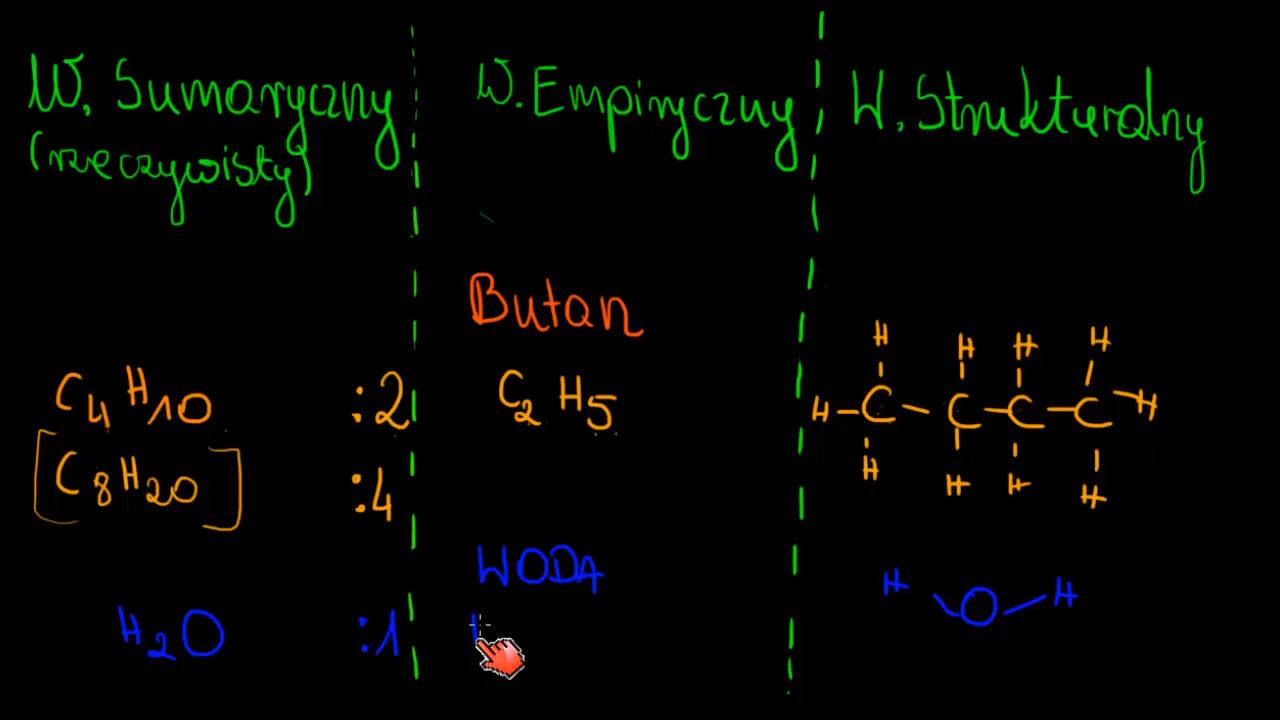 W. Sumaryczny
(rzeczywisty)
W. Empiryczny
W. Strukturalny
Butan
C4H10 :2 C2H5
[C8H20] :4
H H H H
H–C–C–C–C–H
H H H H
WODA
H2O :1
H–O–H